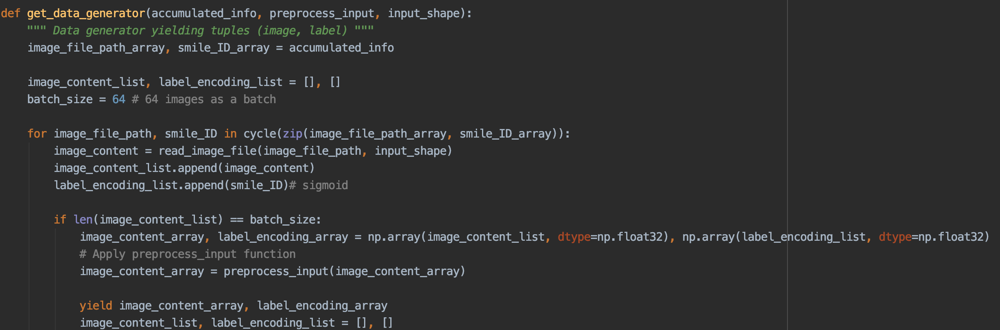 def get_data_generator(accumulated_info, preprocess_input, input_shape):
    """ Data generator yielding tuples (image, label) """
    image_file_path_array, smile_ID_array = accumulated_info

    image_content_list, label_encoding_list = [], []
    batch_size = 64 # 64 images as a batch

    for image_file_path, smile_ID in cycle(zip(image_file_path_array, smile_ID_array)):
        image_content = read_image_file(image_file_path, input_shape)
        image_content_list.append(image_content)
        label_encoding_list.append(smile_ID)# sigmoid

        if len(image_content_list) == batch_size:
            image_content_array, label_encoding_array = np.array(image_content_list, dtype=np.float32), np.array(label_encoding_list, dtype=np.float32)
            # Apply preprocess_input function
            image_content_array = preprocess_input(image_content_array)

            yield image_content_array, label_encoding_array
            image_content_list, label_encoding_list = [], []